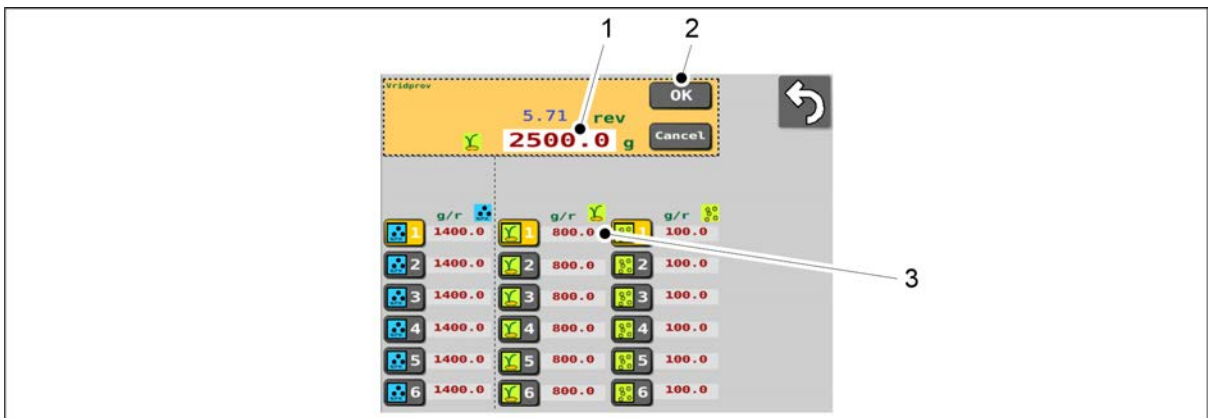 1 2
Vridprov
OK
5.71 rev
2500.0 g Cancel
g/r g/r g/r
1 1400.0 1 800.0 1 100.0
3
2 1400.0 2 800.0 2 100.0
3 1400.0 3 800.0 3 100.0
4 1400.0 4 800.0 4 100.0
5 1400.0 5 800.0 5 100.0
6 1400.0 6 800.0 6 100.0